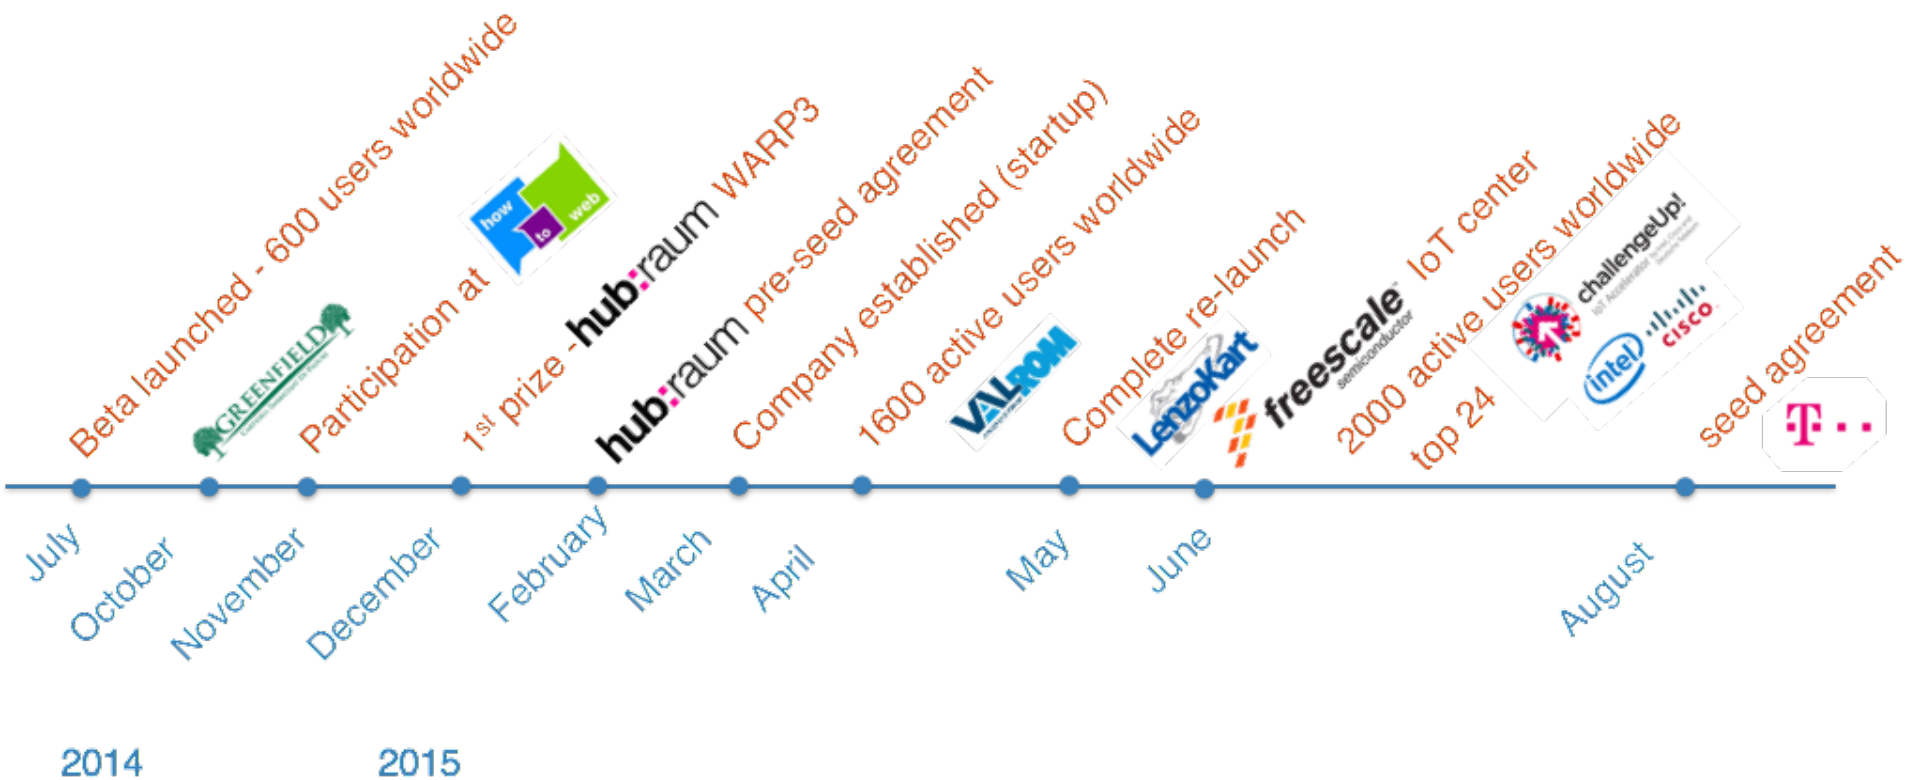 Beta launched - 600 users worldwide
GREENFIELD
Participation at
how
to
web
1st prize - hub:raum WARP3
hub:raum pre-seed agreement
Company established (startup)
1600 active users worldwide
VALROM
Complete re-launch
LenzoKart
freescale™ IoT center
semiconductor
2000 active users worldwide
top 24
challengeUp!
intel
CISCO
seed agreement
T
July
October
November
December
February
March
April
May
June
August
2014
2015